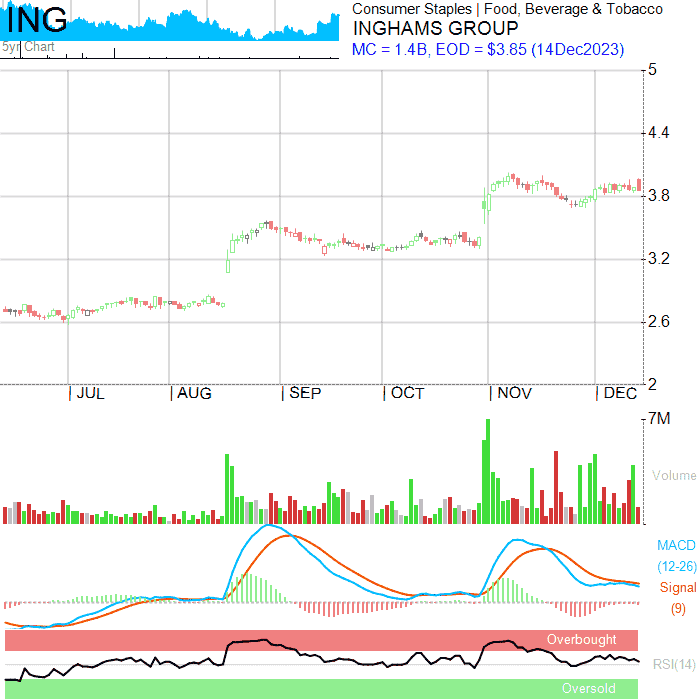 ING
5yr Chart
Consumer Staples | Food, Beverage & Tobacco
INGHAMS GROUP
MC = 1.4B, EOD = $3.85 (14Dec2023)
5
4.4
3.8
3.2
2.6
2
JUL AUG SEP OCT NOV DEC
7M
Volume
MACD
(12-26)
Signal
(9)
Overbought
RSI(14)
Oversold